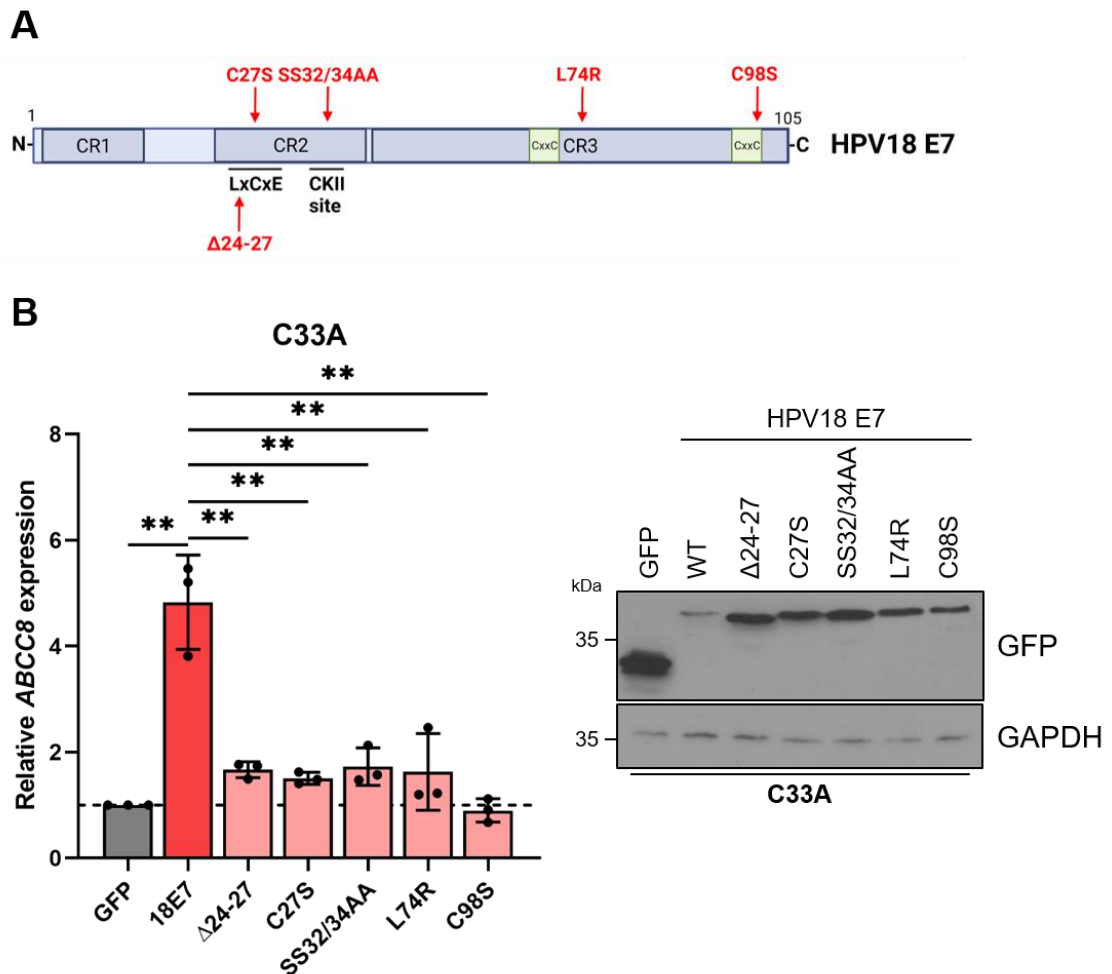 A
C27S SS32/34AA L74R C98S
1 105
N- CR1 CR2 CxxC CR3 CxxC -C HPV18 E7
LxCxE CKII site
Δ24-27
B
C33A
** ** ** ** ** **
Relative ABCC8 expression
8
6
4
2
0
GFP 18E7 Δ24-27 C27S SS32/34AA L74R C98S
HPV18 E7
GFP WT Δ24-27 C27S SS32/34AA L74R C98S
kDa
35 GFP
35 GAPDH
C33A